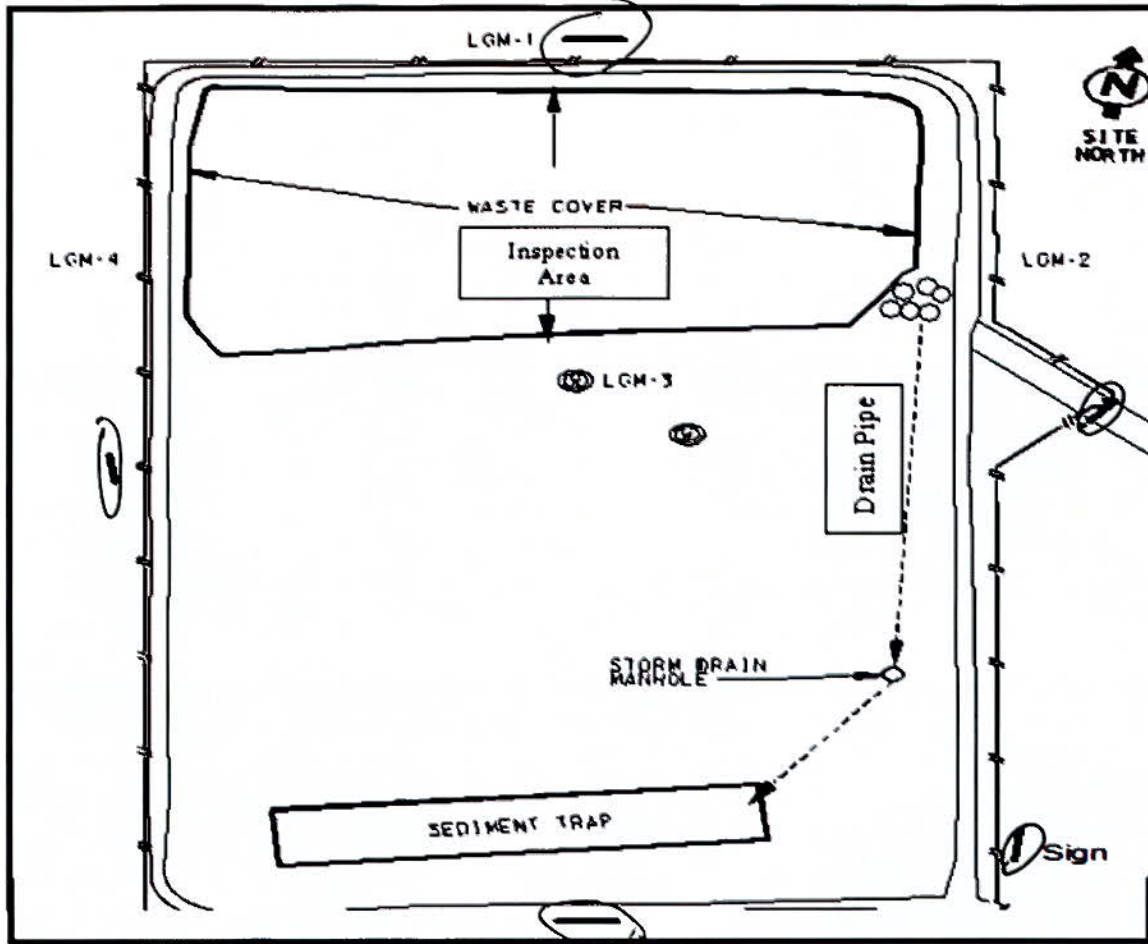 LGM-1
N
SITE
NORTH
WASTE COVER
Inspection
Area
LGM-4
LGM-2
LGM-3
Drain Pipe
STORM DRAIN
MANHOLE
SEDIMENT TRAP
Sign